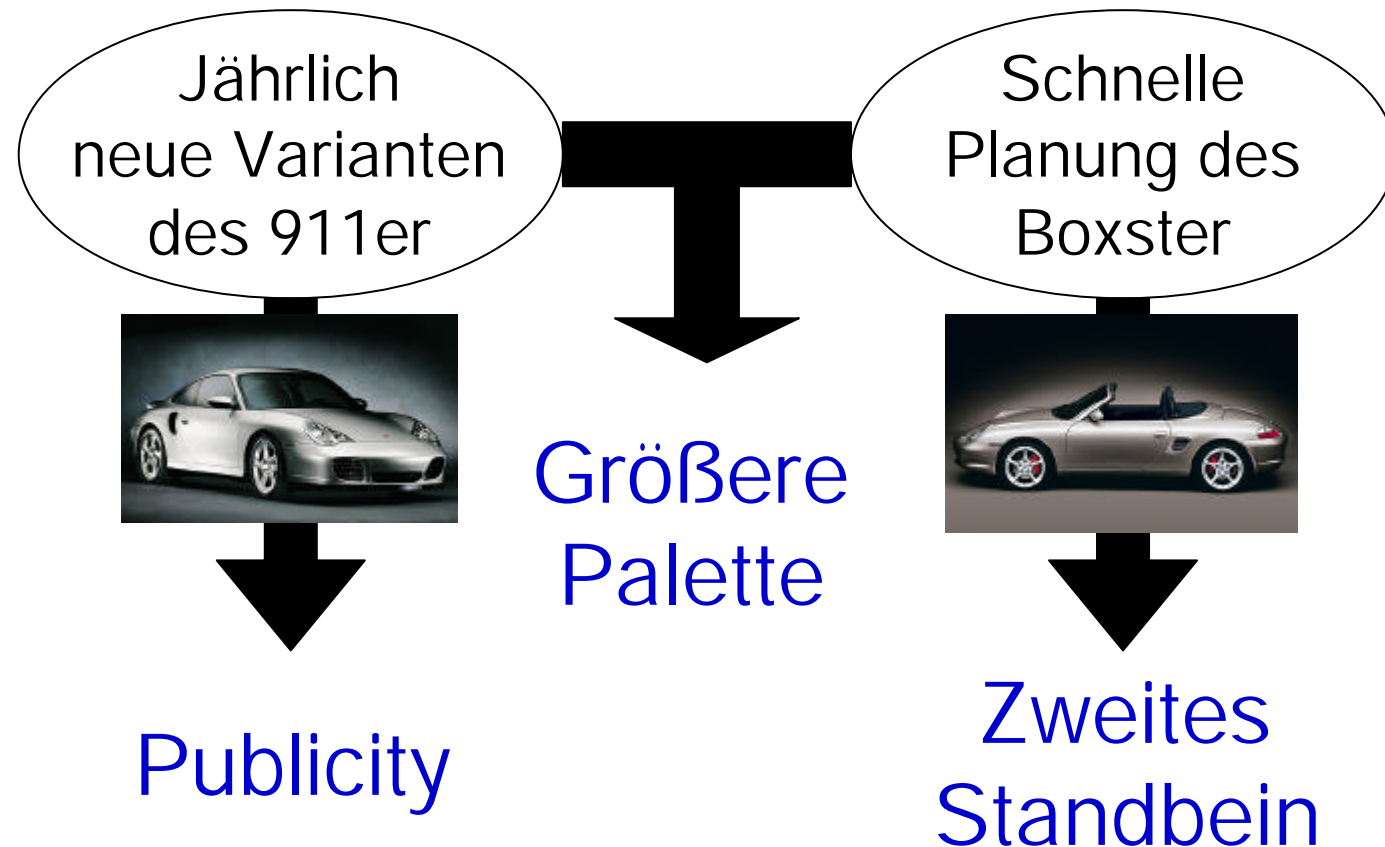 Jährlich
neue Varianten
des 911er
Schnelle
Planung des
Boxster
Größere
Palette
Publicity
Zweites
Standbein